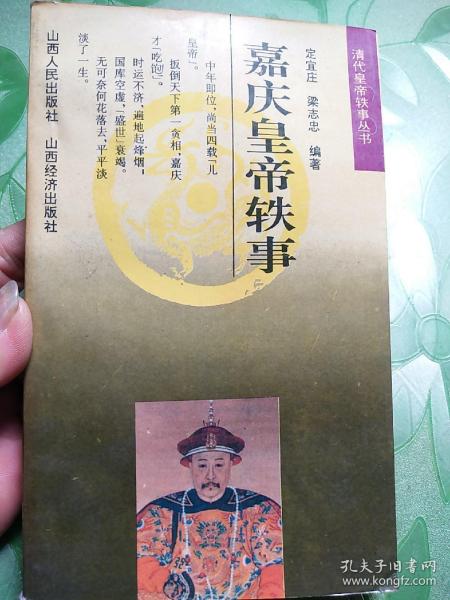 清代皇帝轶事丛书
定宜庄 梁志忠 编著
嘉庆皇帝轶事
中年即位,尚当四载「儿
皇帝」。
扳倒天下第一贪相,嘉庆
才「吃饱」。
时运不济,遍地起烽烟,
国库空虚,「盛世」衰竭。
无可奈何花落去,平平淡
淡了一生。
山西人民出版社 山西经济出版社
孔夫子旧书网
www.kongfz.com